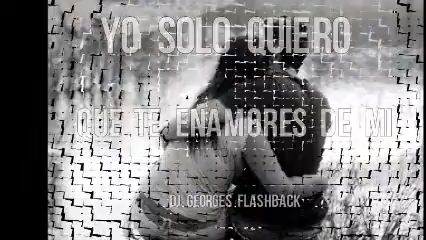 YO SOLO QUIERO
QUE TE ENAMORES DE MI
DJ.GEORGES.FLASHBACK